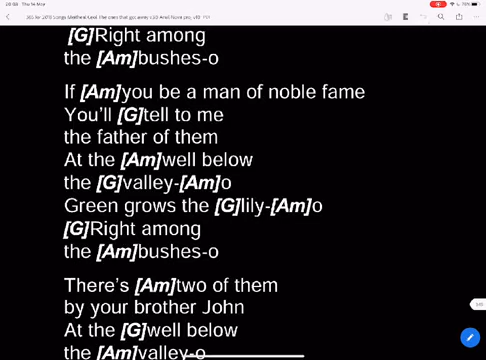 [G]Right among
the [Am]bushes-o
If [Am]you be a man of noble fame
You'll [G]tell to me
the father of them
At the [Am]well below
the [G]valley-[Am]o
Green grows the [G]lily-[Am]o
[G]Right among
the [Am]bushes-o
There's [Am]two of them
by your brother John
At the [G]well below
the [Am]valley-o